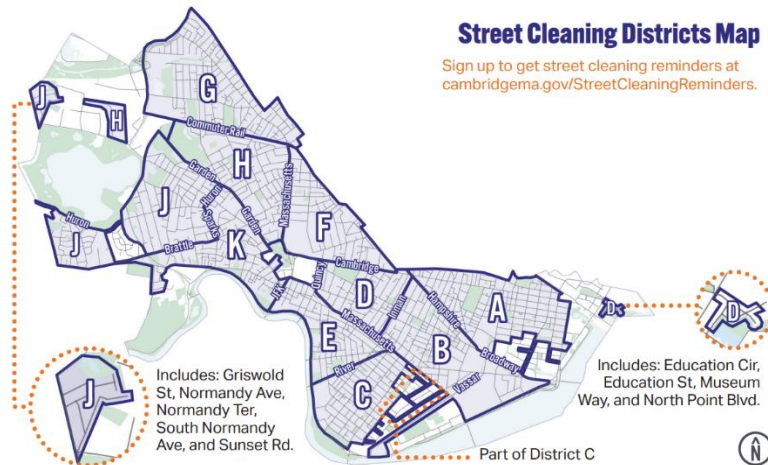 Street Cleaning Districts Map
Sign up to get street cleaning reminders at
cambridgema.gov/StreetCleaningReminders.
G
J
H
Commuter Rail
H
Garden
Massachusetts
Huron
J
Sparks
Garden
F
Huron
J
Brattle
K
Cambridge
Quincy
JFK
D
Inman
Hampshire
A
D
D
Massachusetts
E
B
Broadway
River
Vassar
C
J
Includes: Griswold
St, Normandy Ave,
Normandy Ter,
South Normandy
Ave, and Sunset Rd.
Includes: Education Cir,
Education St, Museum
Way, and North Point Blvd.
Part of District C
N